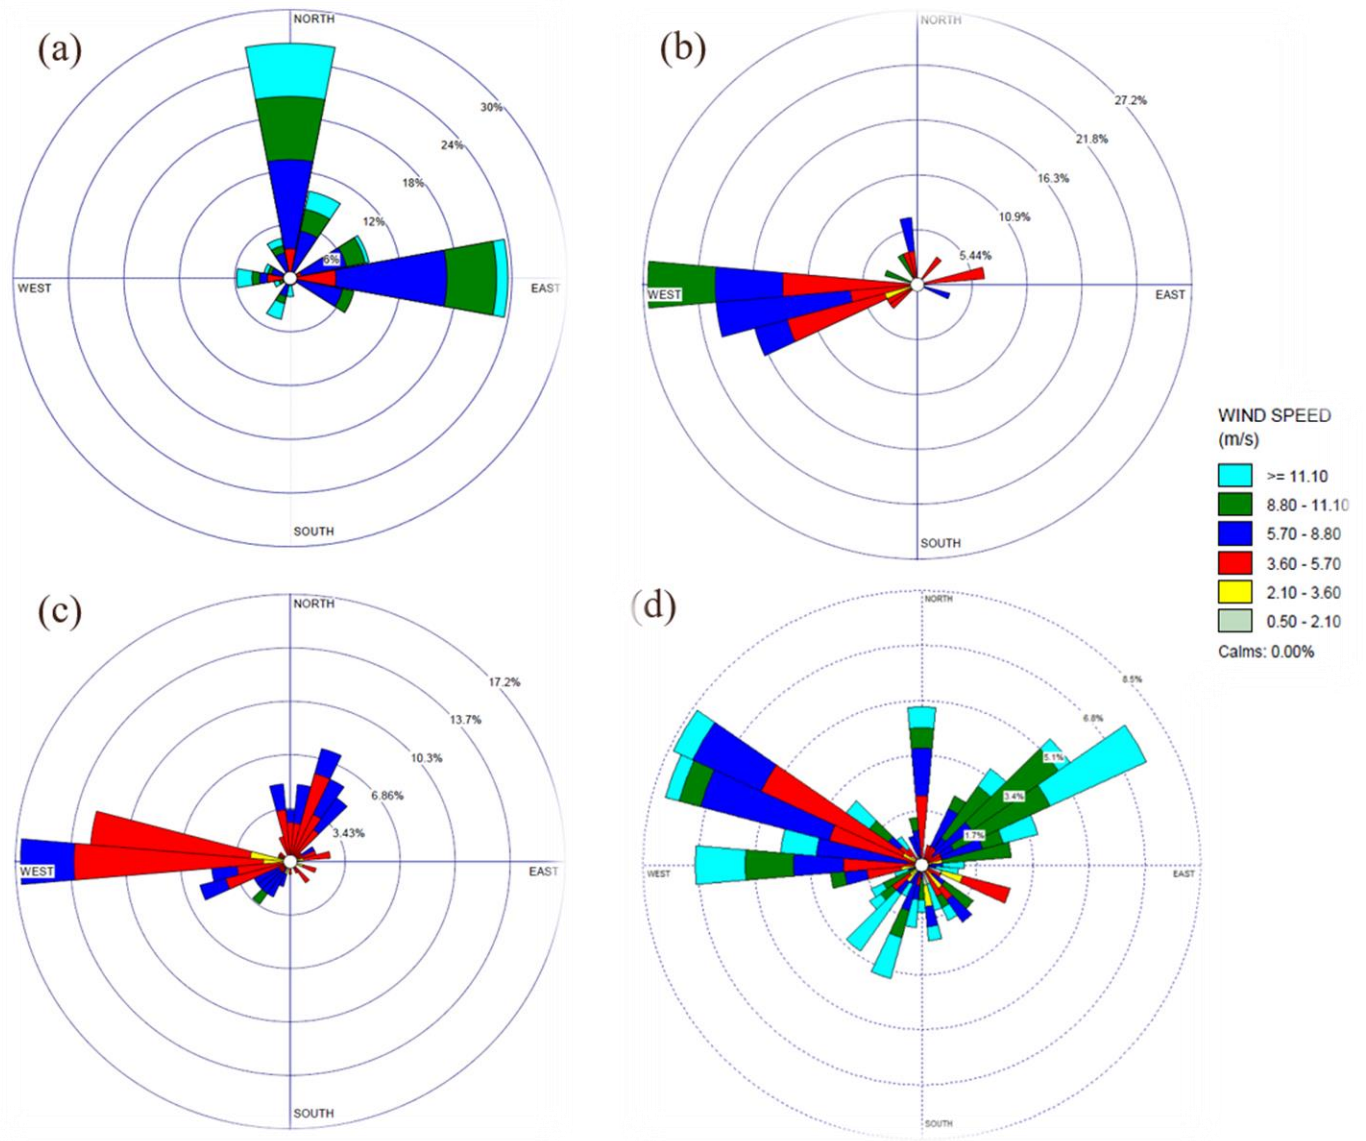 (a)
NORTH
30%
24%
18%
12%
6%
WEST
EAST
SOUTH
(b)
NORTH
27.2%
21.8%
16.3%
10.9%
5.44%
WEST
EAST
SOUTH
WIND SPEED
(m/s)
>= 11.10
8.80 - 11.10
5.70 - 8.80
3.60 - 5.70
2.10 - 3.60
0.50 - 2.10
Calms: 0.00%
(c)
NORTH
17.2%
13.7%
10.3%
6.86%
3.43%
WEST
EAST
SOUTH
(d)
NORTH
8.5%
6.8%
5.1%
3.4%
1.7%
WEST
EAST
SOUTH